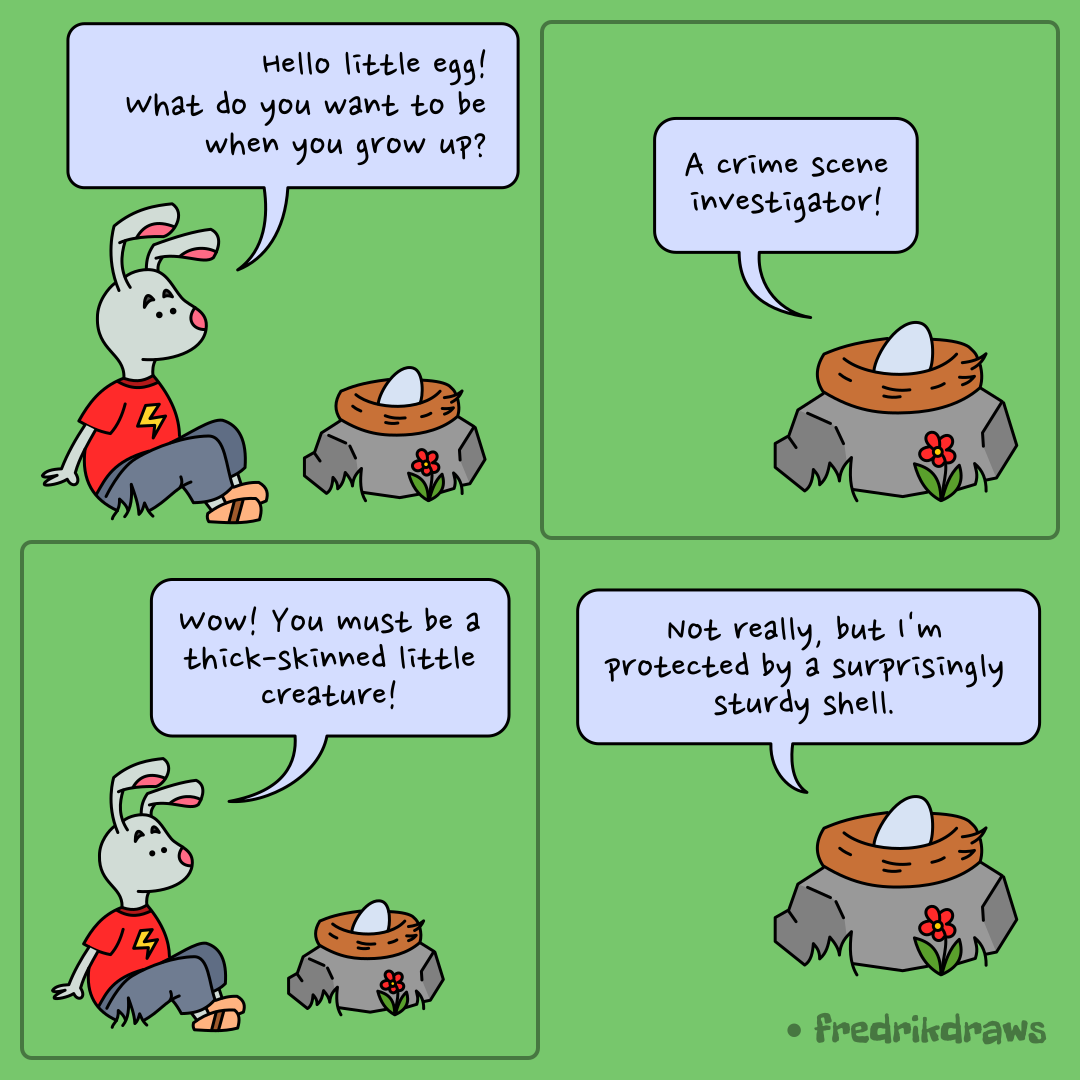 Hello little egg!
What do you want to be
when you grow up?
A crime scene
investigator!
Wow! You must be a
thick-skinned little
creature!
Not really, but I'm
protected by a surprisingly
sturdy shell.
• fredrikdraws